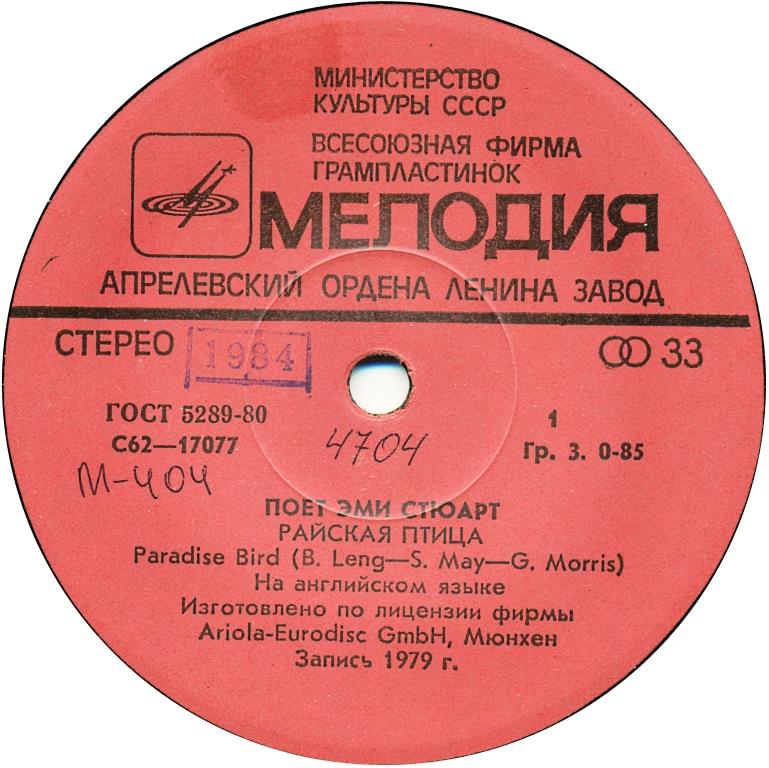 МИНИСТЕРСТВО
КУЛЬТУРЫ СССР
ВСЕСОЮЗНАЯ ФИРМА
ГРАМПЛАСТИНОК
МЕЛОДИЯ
АПРЕЛЕВСКИЙ ОРДЕНА ЛЕНИНА ЗАВОД
СТЕРЕО 1984 33
ГОСТ 5289-80 1
С62—17077 4704 Гр. 3. 0-85
М-404
ПОЕТ ЭМИ СТЮАРТ
РАЙСКАЯ ПТИЦА
Paradise Bird (B. Leng—S. May—G. Morris)
На английском языке
Изготовлено по лицензии фирмы
Ariola-Eurodisc GmbH, Мюнхен
Запись 1979 г.